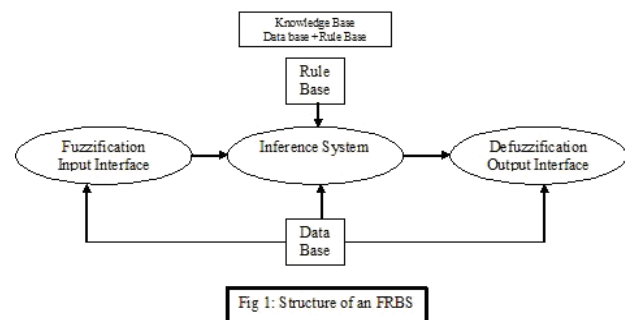 Knowledge Base
Data base +Rule Base
Rule
Base
Fuzzification
Input Interface
Inference System
Defuzzification
Output Interface
Data
Base
Fig 1: Structure of an FRBS